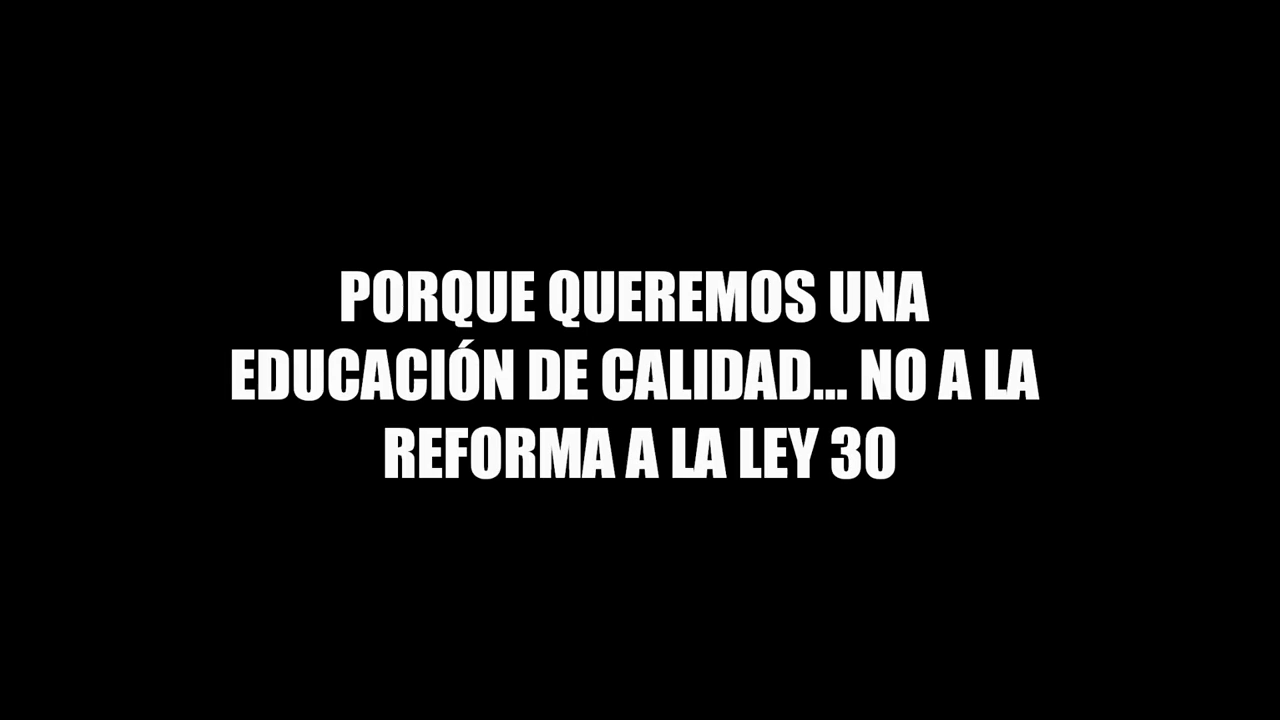 PORQUE QUEREMOS UNA
EDUCACIÓN DE CALIDAD... NO A LA
REFORMA A LA LEY 30